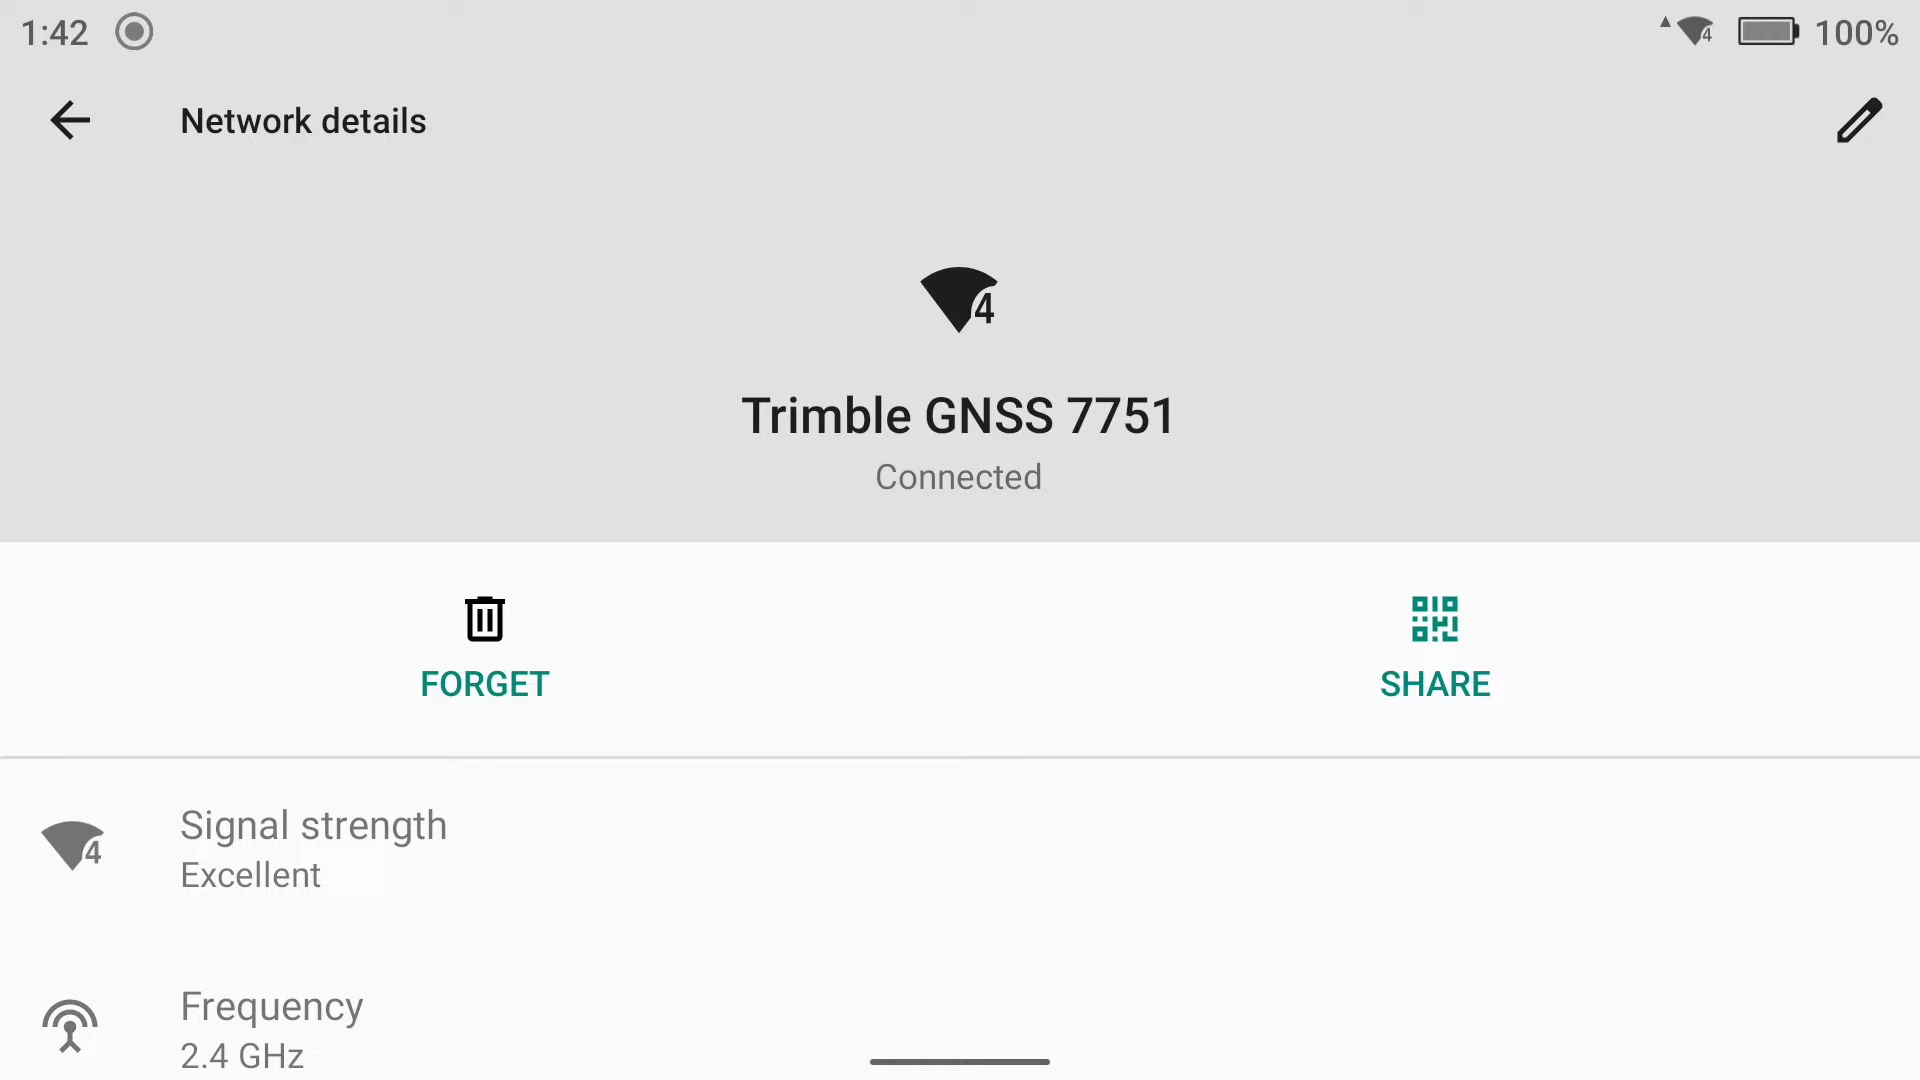 1:42
4
100%
Network details
4
Trimble GNSS 7751
Connected
FORGET
SHARE
4
Signal strength
Excellent
Frequency
2.4 GHz